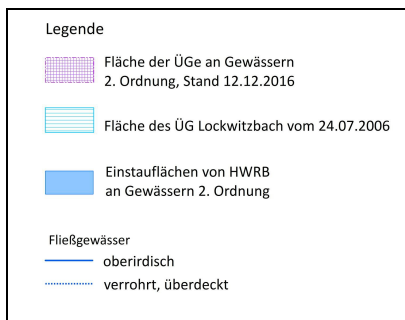 Legende
Fläche der ÜGe an Gewässern
2. Ordnung, Stand 12.12.2016
Fläche des ÜG Lockwitzbach vom 24.07.2006
Einstauflächen von HWRB
an Gewässern 2. Ordnung
Fließgewässer
oberirdisch
verrohrt, überdeckt